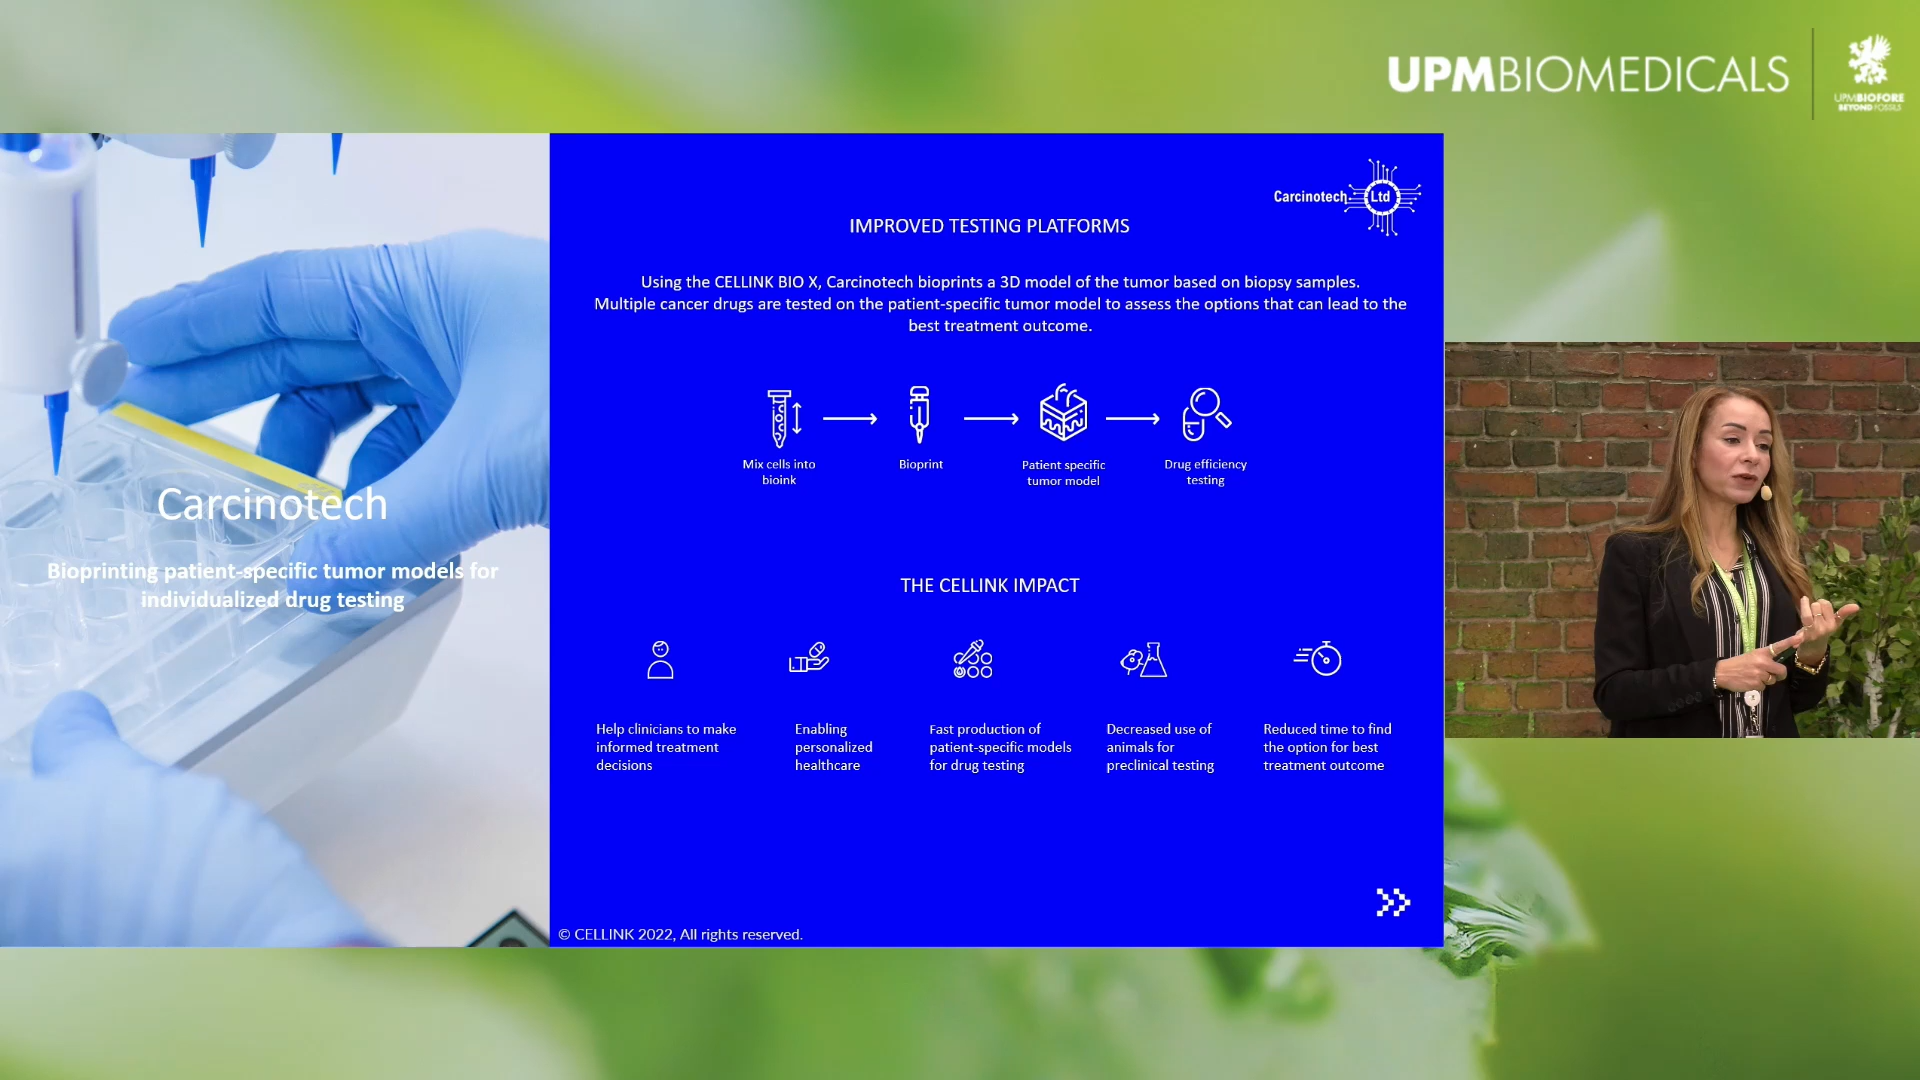 UPMBIOMEDICALS
UPMBIOFORE
BEYOND FOSSILS
Carcinotech Ltd
IMPROVED TESTING PLATFORMS
Using the CELLINK BIO X, Carcinotech bioprints a 3D model of the tumor based on biopsy samples.
Multiple cancer drugs are tested on the patient-specific tumor model to assess the options that can lead to the
best treatment outcome.
Mix cells into
bioink
Bioprint
Patient specific
tumor model
Drug efficiency
testing
Carcinotech
Bioprinting patient-specific tumor models for
individualized drug testing
THE CELLINK IMPACT
Help clinicians to make
informed treatment
decisions
Enabling
personalized
healthcare
Fast production of
patient-specific models
for drug testing
Decreased use of
animals for
preclinical testing
Reduced time to find
the option for best
treatment outcome
© CELLINK 2022, All rights reserved.